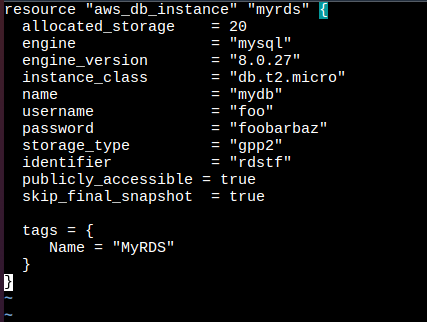 resource "aws_db_instance" "myrds" {
  allocated_storage    = 20
  engine               = "mysql"
  engine_version       = "8.0.27"
  instance_class       = "db.t2.micro"
  name                 = "mydb"
  username             = "foo"
  password             = "foobarbaz"
  storage_type         = "gpp2"
  identifier           = "rdstf"
  publicly_accessible = true
  skip_final_snapshot  = true

  tags = {
     Name = "MyRDS"
  }
}
~
~